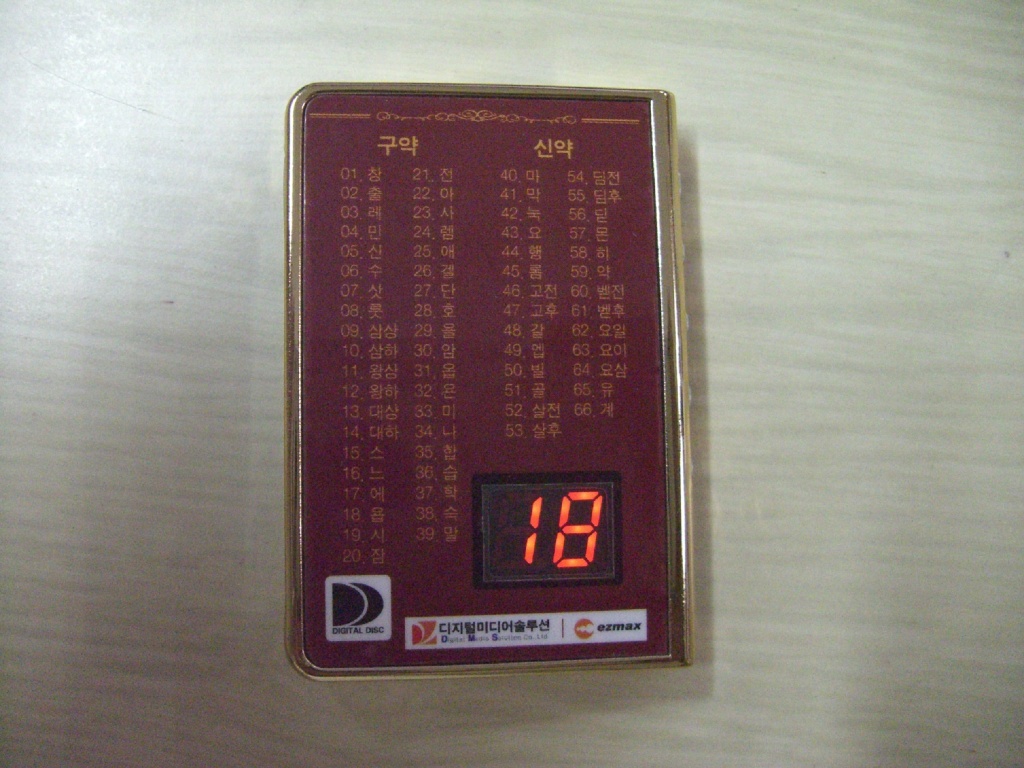 구약 신약
01. 창 21. 전 40. 마 54. 딤전
02. 출 22. 아 41. 막 55. 딤후
03. 레 23. 사 42. 눅 56. 딛
04. 민 24. 렘 43. 요 57. 몬
05. 신 25. 애 44. 행 58. 히
06. 수 26. 겔 45. 롬 59. 약
07. 삿 27. 단 46. 고전 60. 벧전
08. 룻 28. 호 47. 고후 61. 벧후
09. 삼상 29. 욜 48. 갈 62. 요일
10. 삼하 30. 암 49. 엡 63. 요이
11. 왕상 31. 옵 50. 빌 64. 요삼
12. 왕하 32. 욘 51. 골 65. 유
13. 대상 33. 미 52. 살전 66. 계
14. 대하 34. 나 53. 살후
15. 스 35. 합
16. 느 36. 습
17. 에 37. 학
18. 욥 38. 슥
19. 시 39. 말
20. 잠
18
DIGITAL DISC
디지털미디어솔루션 | ezmax
Digital Media Solutions Co., Ltd